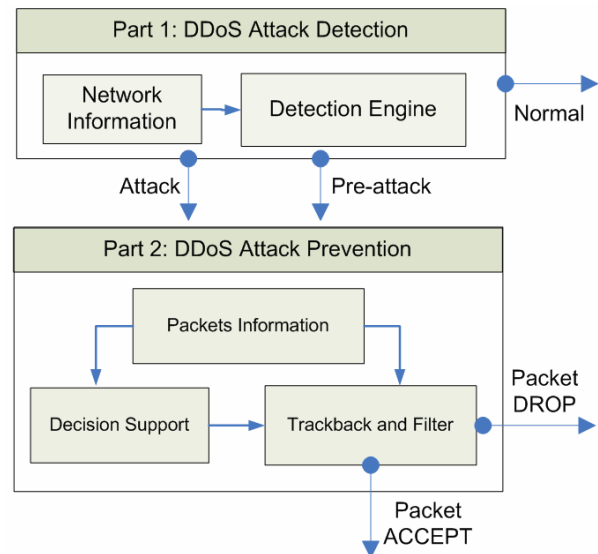 Part 1: DDoS Attack Detection
Network
Information
Detection Engine
Normal
Attack
Pre-attack
Part 2: DDoS Attack Prevention
Packets Information
Decision Support
Trackback and Filter
Packet
DROP
Packet
ACCEPT